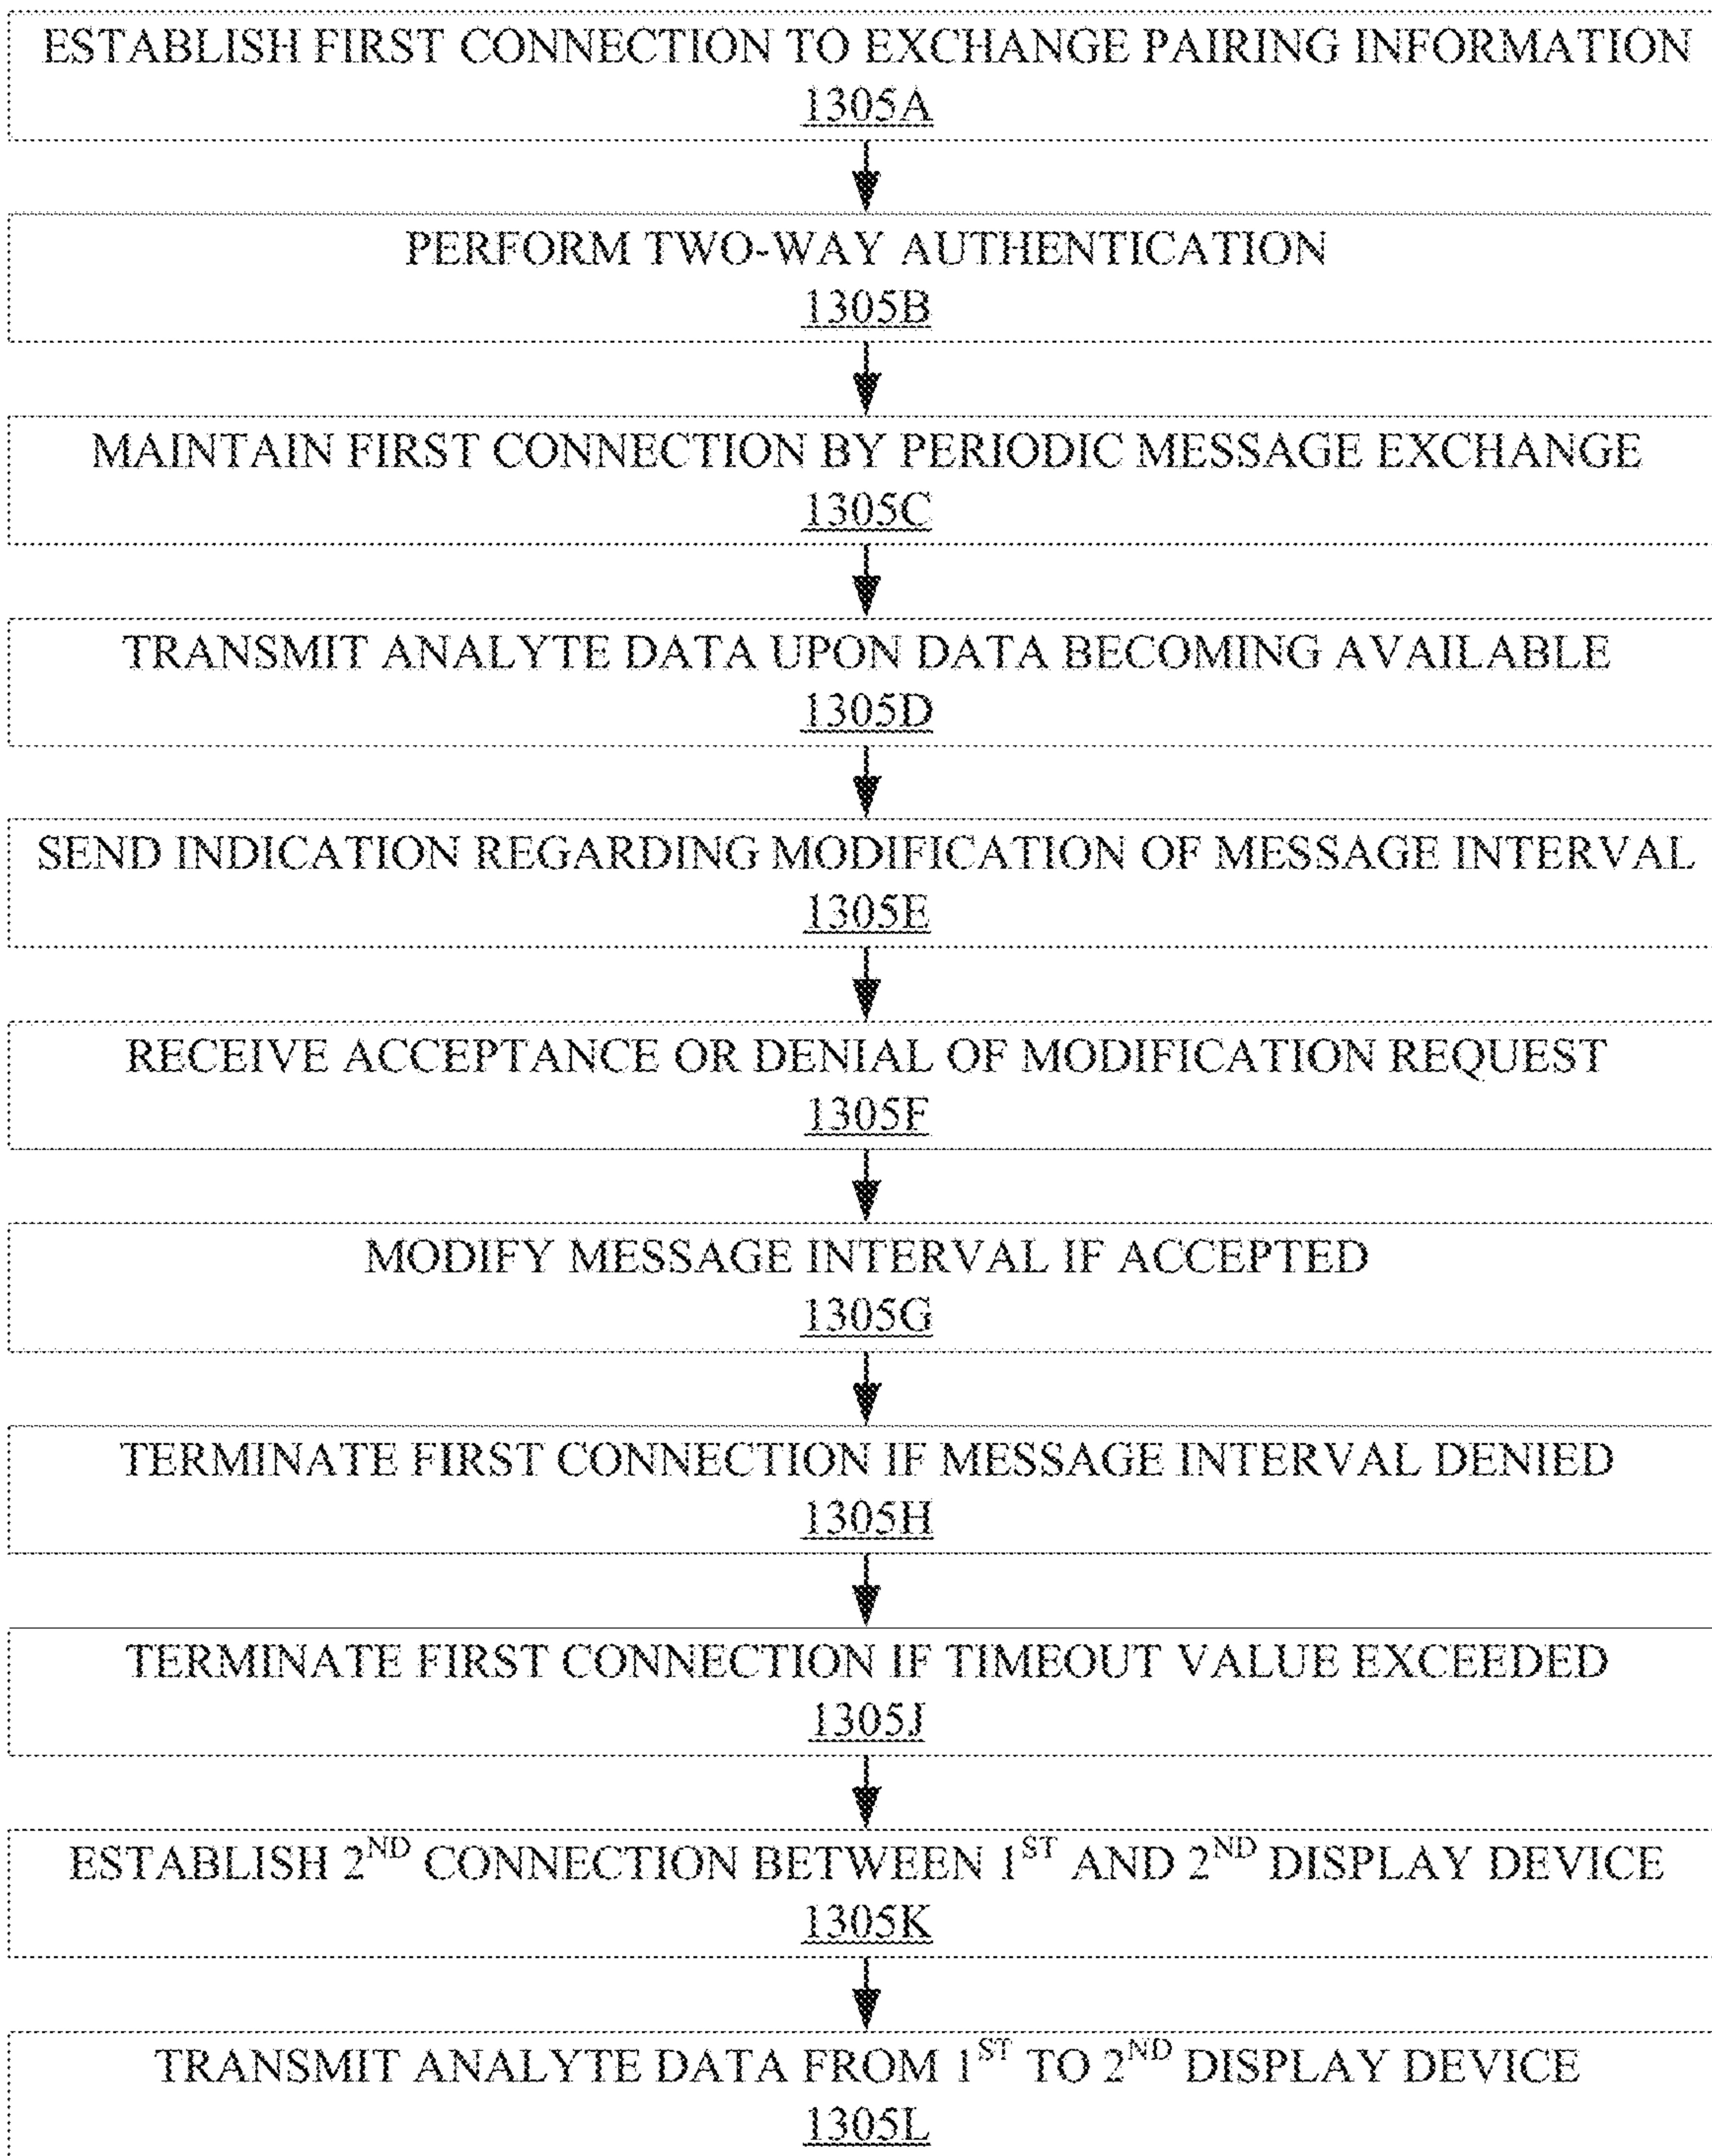 ESTABLISH FIRST CONNECTION TO EXCHANGE PAIRING INFORMATION
1305A
PERFORM TWO-WAY AUTHENTICATION
1305B
MAINTAIN FIRST CONNECTION BY PERIODIC MESSAGE EXCHANGE
1305C
TRANSMIT ANALYTE DATA UPON DATA BECOMING AVAILABLE
1305D
SEND INDICATION REGARDING MODIFICATION OF MESSAGE INTERVAL
1305E
RECEIVE ACCEPTANCE OR DENIAL OF MODIFICATION REQUEST
1305F
MODIFY MESSAGE INTERVAL IF ACCEPTED
1305G
TERMINATE FIRST CONNECTION IF MESSAGE INTERVAL DENIED
1305H
TERMINATE FIRST CONNECTION IF TIMEOUT VALUE EXCEEDED
1305J
ESTABLISH 2ND CONNECTION BETWEEN 1ST AND 2ND DISPLAY DEVICE
1305K
TRANSMIT ANALYTE DATA FROM 1ST TO 2ND DISPLAY DEVICE
1305L